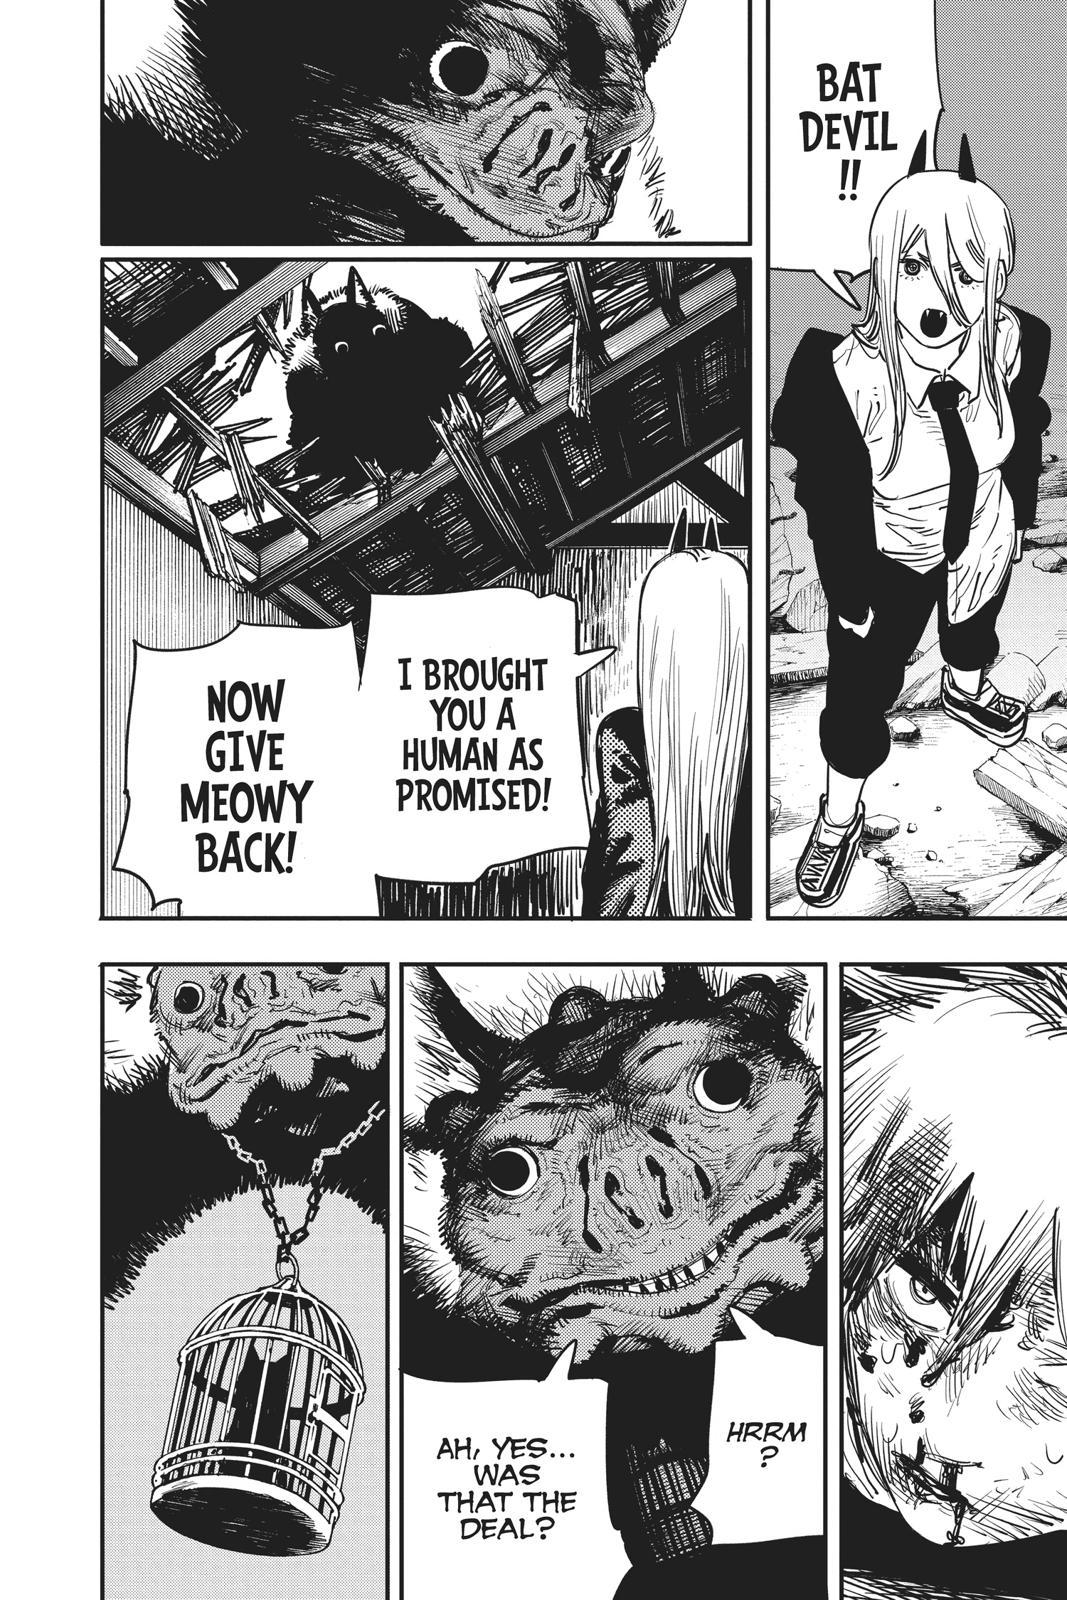 BAT
DEVIL
!!
I BROUGHT
YOU A
HUMAN AS
PROMISED!
NOW
GIVE
MEOWY
BACK!
HRRM
?
AH, YES...
WAS
THAT THE
DEAL?